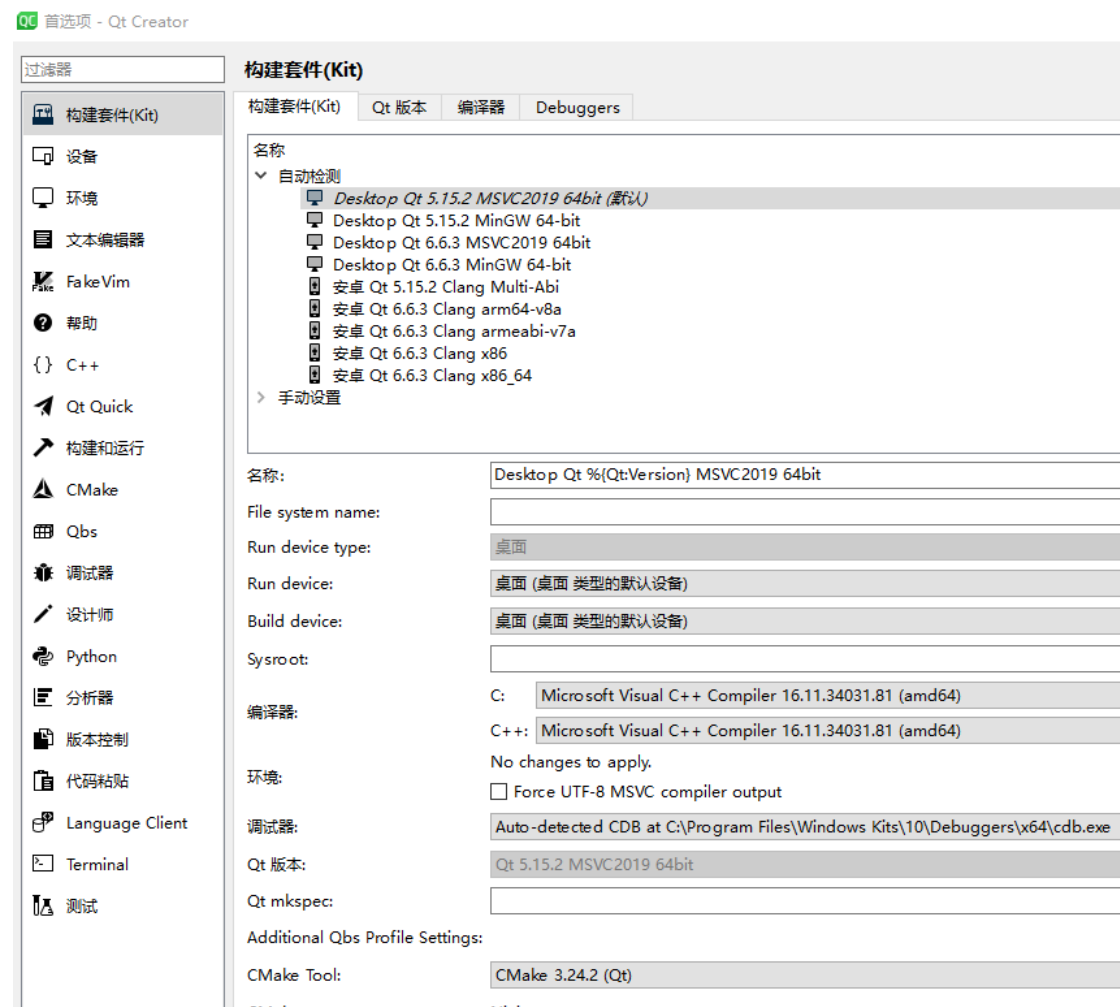 QC 首选项 - Qt Creator
过滤器
构建套件(Kit)
设备
环境
文本编辑器
Fake FakeVim
帮助
{} C++
Qt Quick
构建和运行
CMake
Qbs
调试器
设计师
Python
分析器
版本控制
代码粘贴
Language Client
Terminal
测试
构建套件(Kit)
构建套件(Kit) Qt 版本 编译器 Debuggers
名称
自动检测
Desktop Qt 5.15.2 MSVC2019 64bit (默认)
Desktop Qt 5.15.2 MinGW 64-bit
Desktop Qt 6.6.3 MSVC2019 64bit
Desktop Qt 6.6.3 MinGW 64-bit
安卓 Qt 5.15.2 Clang Multi-Abi
安卓 Qt 6.6.3 Clang arm64-v8a
安卓 Qt 6.6.3 Clang armeabi-v7a
安卓 Qt 6.6.3 Clang x86
安卓 Qt 6.6.3 Clang x86_64
手动设置
名称: Desktop Qt %{Qt:Version} MSVC2019 64bit
File system name:
Run device type: 桌面
Run device: 桌面 (桌面 类型的默认设备)
Build device: 桌面 (桌面 类型的默认设备)
Sysroot:
编译器:
C: Microsoft Visual C++ Compiler 16.11.34031.81 (amd64)
C++: Microsoft Visual C++ Compiler 16.11.34031.81 (amd64)
环境:
No changes to apply.
Force UTF-8 MSVC compiler output
调试器: Auto-detected CDB at C:\Program Files\Windows Kits\10\Debuggers\x64\cdb.exe
Qt 版本: Qt 5.15.2 MSVC2019 64bit
Qt mkspec:
Additional Qbs Profile Settings:
CMake Tool: CMake 3.24.2 (Qt)